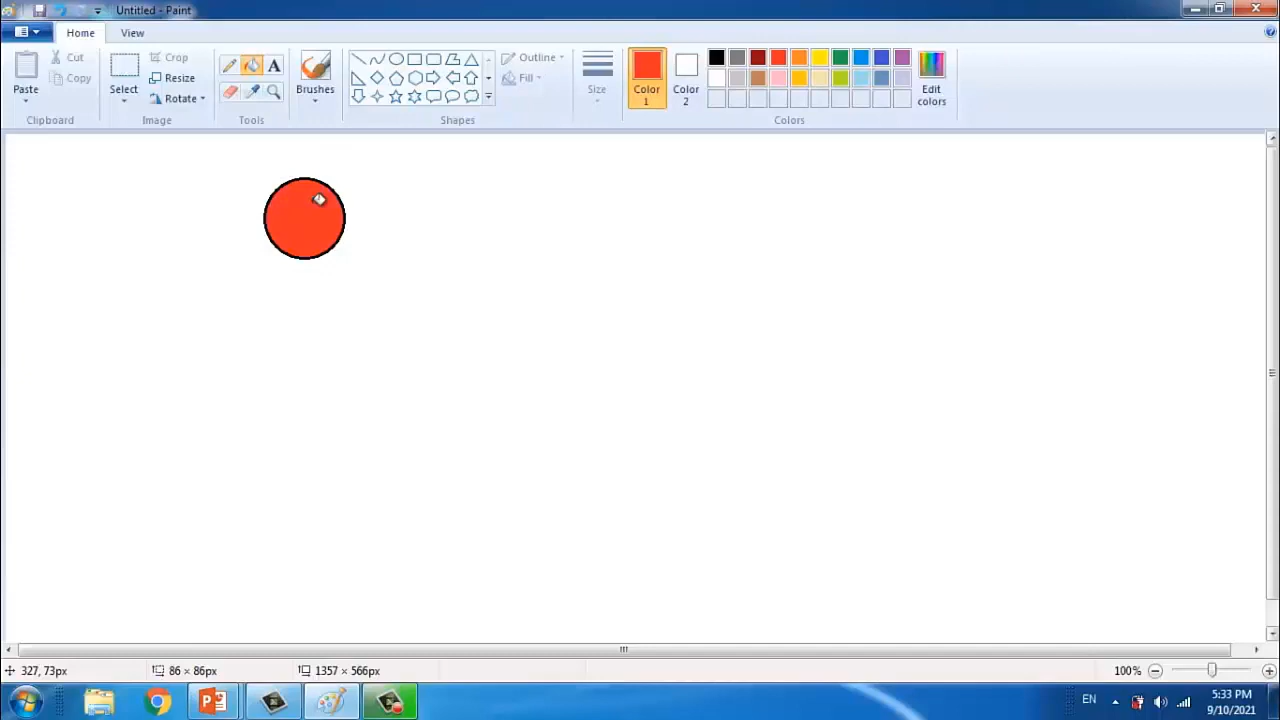 Untitled - Paint
Home View
Paste
Cut
Copy
Clipboard
Select
Crop
Resize
Rotate
Image
A
Tools
Brushes
Outline
Fill
Shapes
Size
Color 1
Color 2
Edit colors
Colors
327, 73px
86 × 86px
1357 × 566px
100%
EN
5:33 PM
9/10/2021